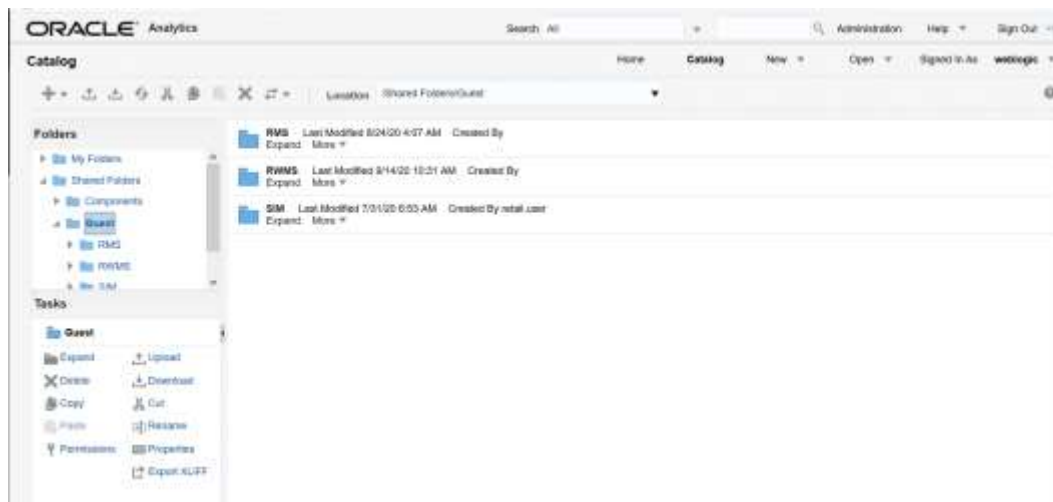 ORACLE Analytics
Search All
Administration Help Sign Out
Catalog
Home Catalog New Open Signed In As weblogic
Location /Shared Folders/Guest
Folders
My Folders
Shared Folders
Components
Guest
RMS
RWMS
SIM
RMS Last Modified 8/24/20 4:07 AM Created By
Expand More
RWMS Last Modified 9/14/20 10:31 AM Created By
Expand More
SIM Last Modified 7/31/20 6:53 AM Created By retail.user
Expand More
Tasks
Guest
Expand Upload
Delete Download
Copy Cut
Paste Rename
Permissions Properties
Export XLIFF